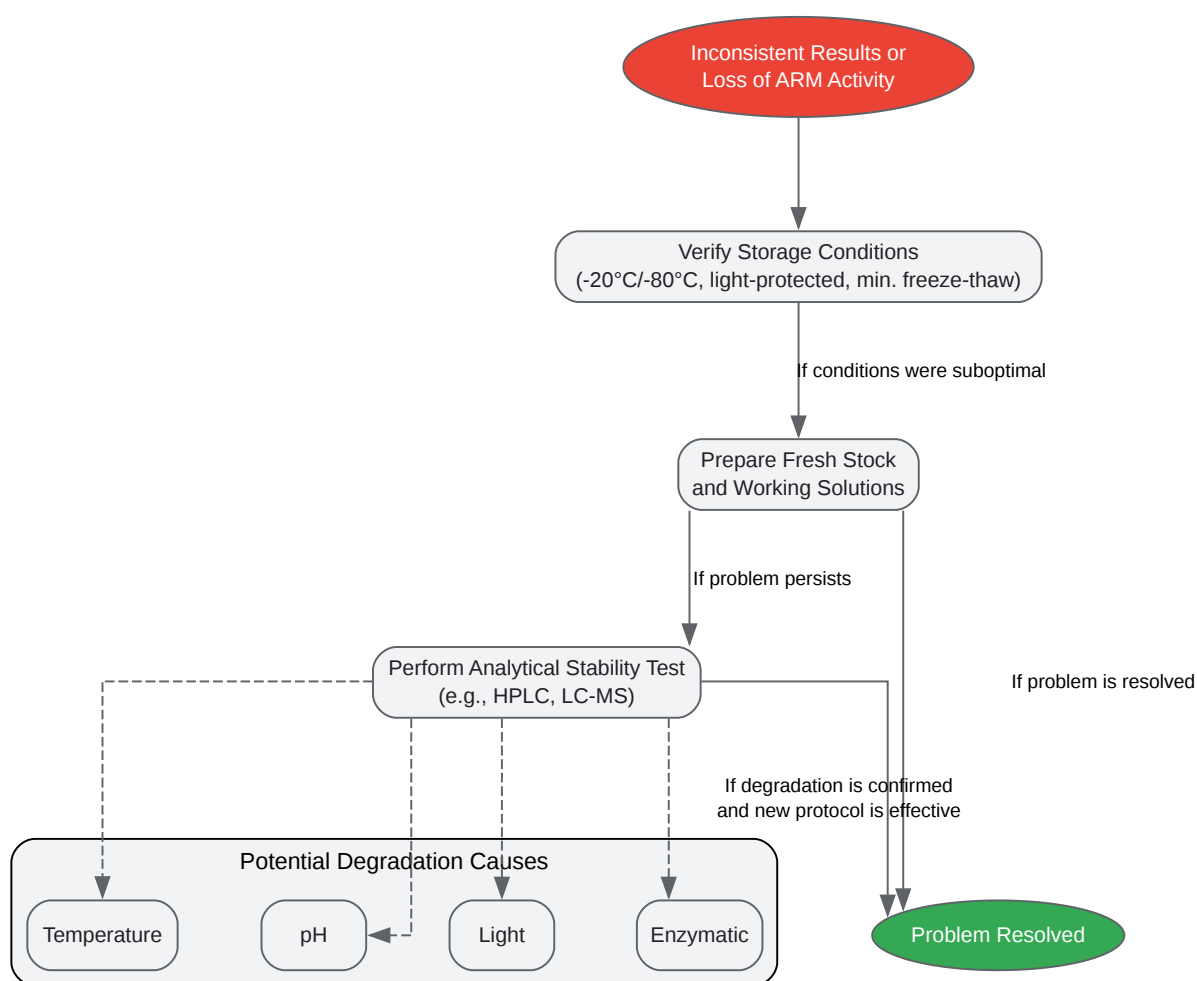 Inconsistent Results or
Loss of ARM Activity
Verify Storage Conditions
(-20°C/-80°C, light-protected, min. freeze-thaw)
If conditions were suboptimal
Prepare Fresh Stock
and Working Solutions
If problem persists
Perform Analytical Stability Test
(e.g., HPLC, LC-MS)
If problem is resolved
If degradation is confirmed
and new protocol is effective
Potential Degradation Causes
Temperature
pH
Light
Enzymatic
Problem Resolved